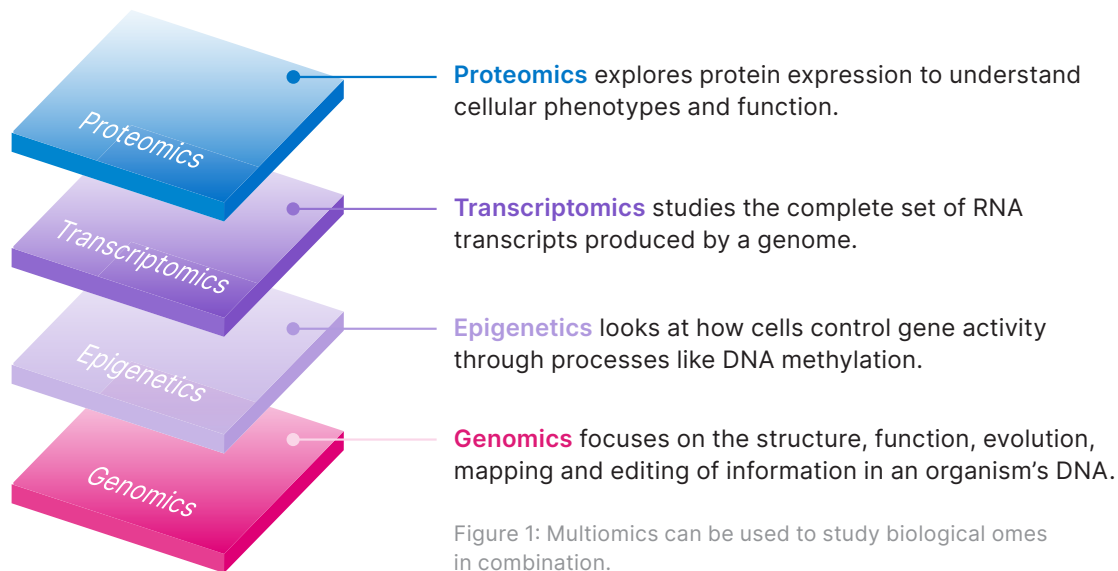 Proteomics
Proteomics explores protein expression to understand
cellular phenotypes and function.
Transcriptomics
Transcriptomics studies the complete set of RNA
transcripts produced by a genome.
Epigenetics
Epigenetics looks at how cells control gene activity
through processes like DNA methylation.
Genomics
Genomics focuses on the structure, function, evolution,
mapping and editing of information in an organism’s DNA.
Figure 1: Multiomics can be used to study biological omes
in combination.